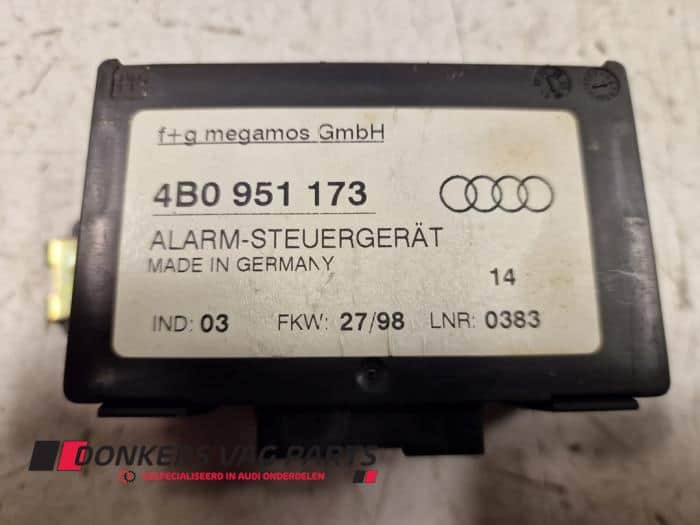 f+g megamos GmbH
4B0 951 173
ALARM-STEUERGERÄT
MADE IN GERMANY
14
IND: 03 FKW: 27/98 LNR: 0383
DONKERS VAG PARTS
GESPECIALISEERD IN AUDI ONDERDELEN